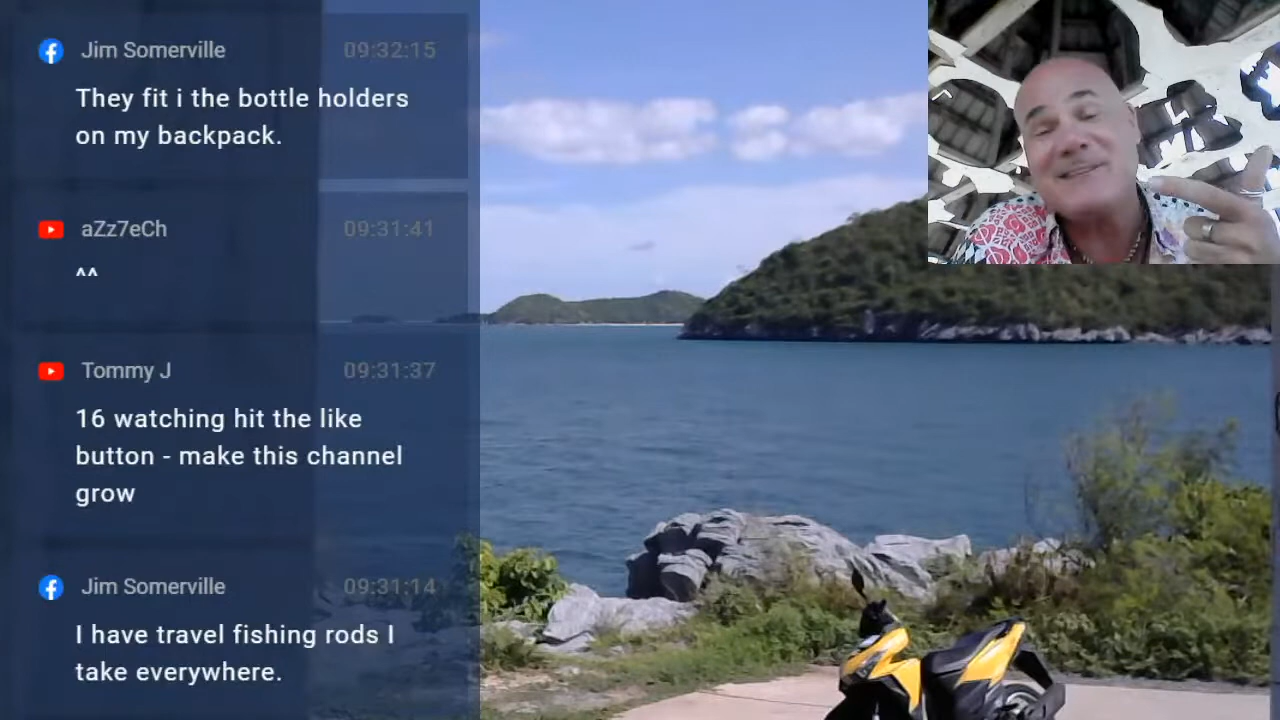 Jim Somerville 09:32:15
They fit i the bottle holders
on my backpack.
aZz7eCh 09:31:41
^^
Tommy J 09:31:37
16 watching hit the like
button - make this channel
grow
Jim Somerville 09:31:14
I have travel fishing rods I
take everywhere.